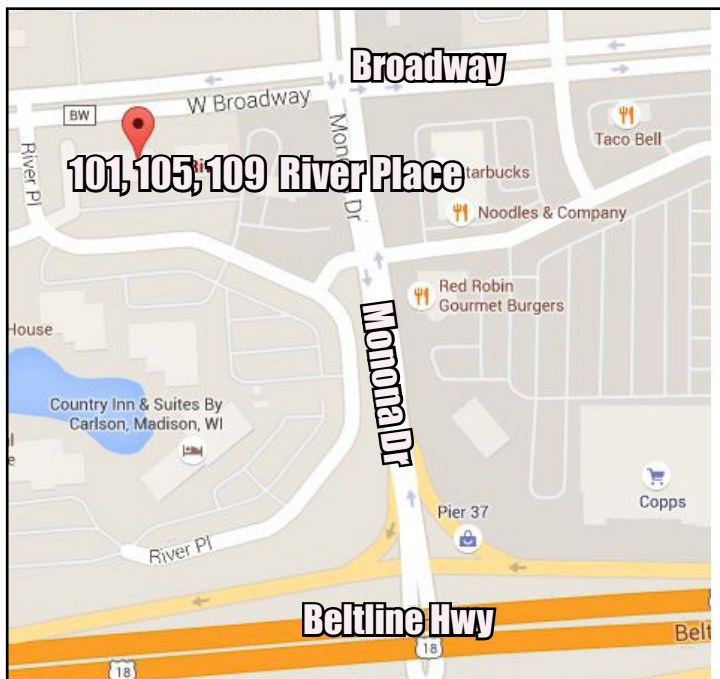 Broadway
W Broadway
BW
Taco Bell
River Pl
Monona Dr
101, 105, 109 River Place
Starbucks
Noodles & Company
Red Robin
Gourmet Burgers
House
Monona Dr
Country Inn & Suites By
Carlson, Madison, WI
Copps
Pier 37
River Pl
Beltline Hwy
Belt
18
18
18